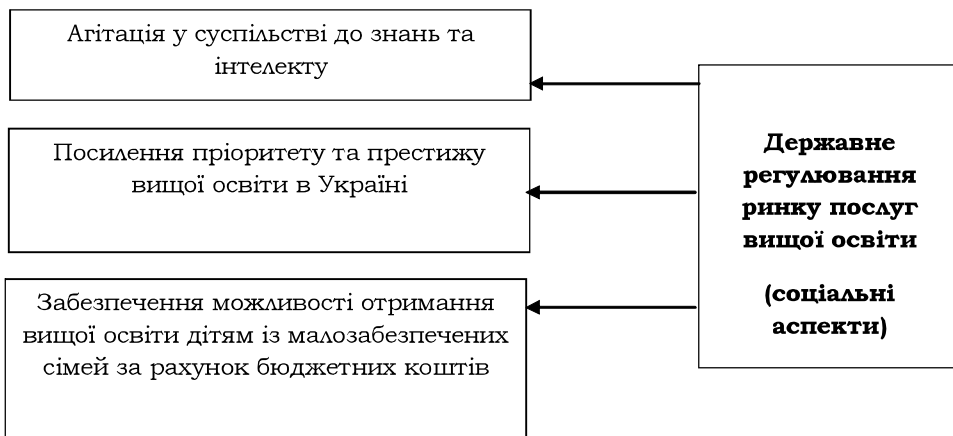 Агітація у суспільстві до знань та
інтелекту
Посилення пріоритету та престижу
вищої освіти в Україні
Забезпечення можливості отримання
вищої освіти дітям із малозабезпечених
сімей за рахунок бюджетних коштів
Державне
регулювання
ринку послуг
вищої освіти
(соціальні
аспекти)